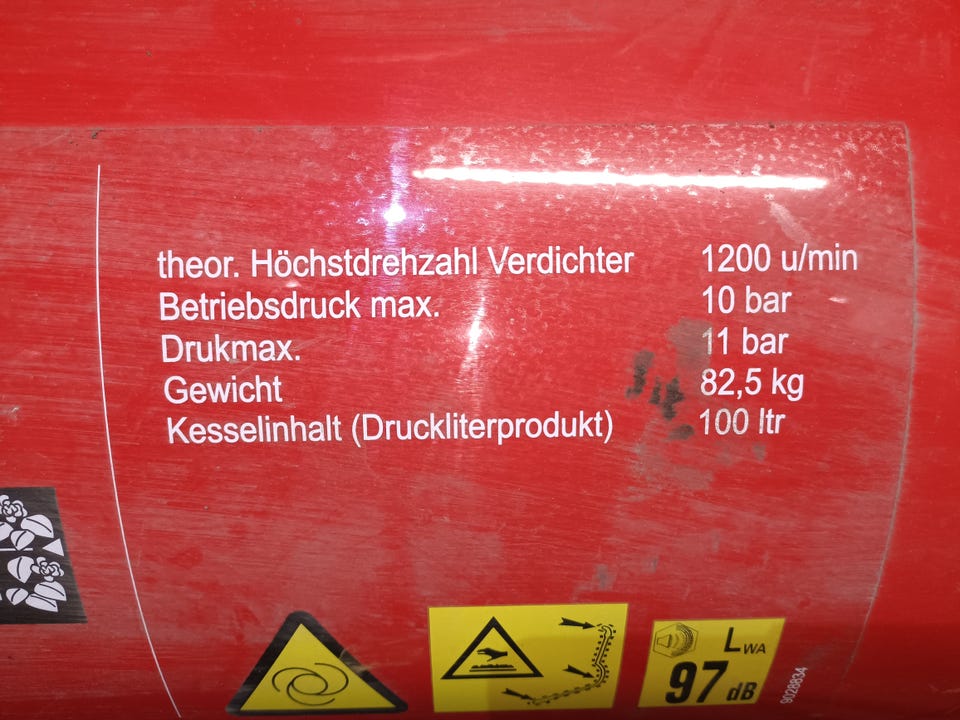 theor. Höchstdrehzahl Verdichter 1200 u/min
Betriebsdruck max. 10 bar
Drukmax. 11 bar
Gewicht 82,5 kg
Kesselinhalt (Druckliterprodukt) 100 ltr
LWA
97 dB
9028834